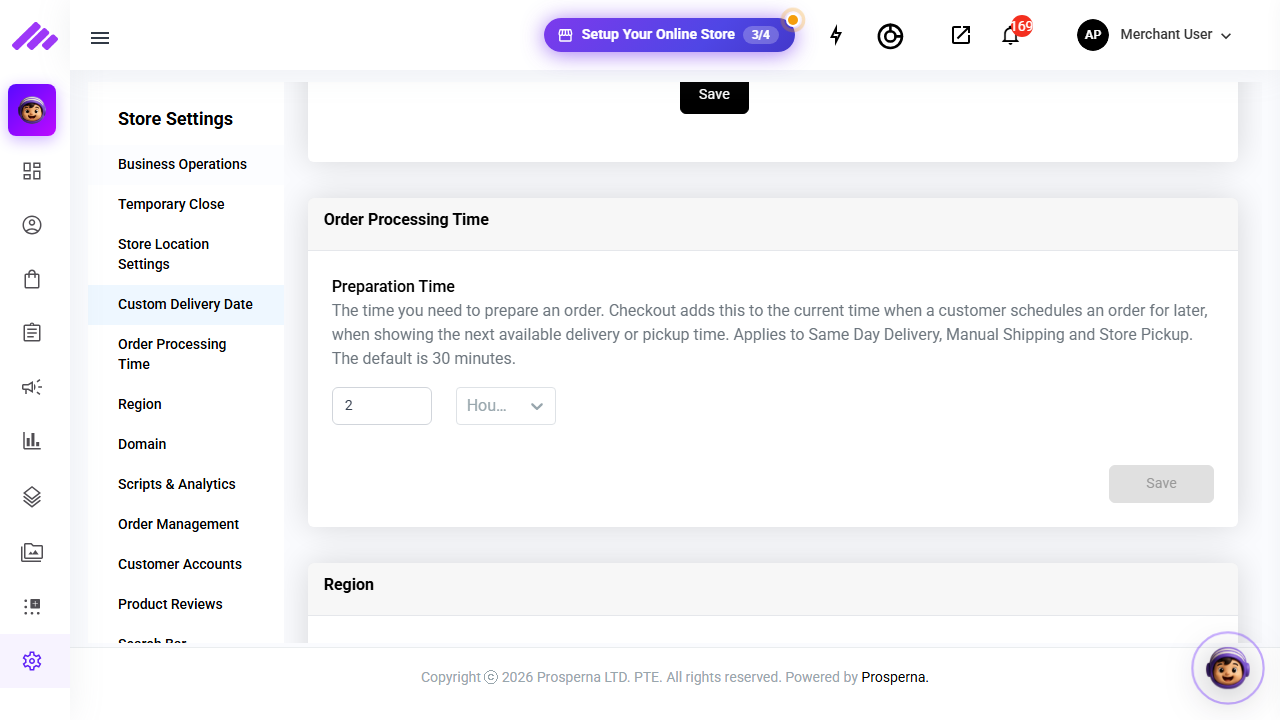 Setup Your Online Store 3/4
169
AP Merchant User
Save
Store Settings
Business Operations
Temporary Close
Store Location
Settings
Custom Delivery Date
Order Processing
Time
Region
Domain
Scripts & Analytics
Order Management
Customer Accounts
Product Reviews
Search Bar
Order Processing Time
Preparation Time
The time you need to prepare an order. Checkout adds this to the current time when a customer schedules an order for later,
when showing the next available delivery or pickup time. Applies to Same Day Delivery, Manual Shipping and Store Pickup.
The default is 30 minutes.
2 Hou...
Save
Region
Copyright © 2026 Prosperna LTD. PTE. All rights reserved. Powered by Prosperna.